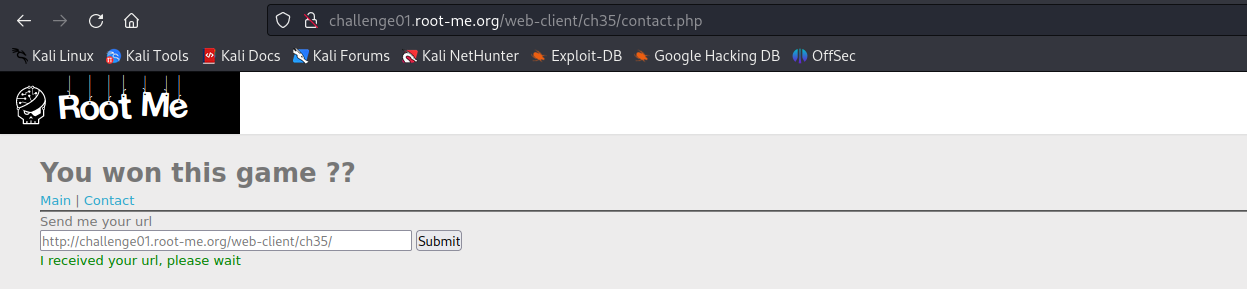 challenge01.root-me.org/web-client/ch35/contact.php
Kali Linux Kali Tools Kali Docs Kali Forums Kali NetHunter Exploit-DB Google Hacking DB OffSec
Root Me
You won this game ??
Main | Contact
Send me your url
http://challenge01.root-me.org/web-client/ch35/ Submit
I received your url, please wait